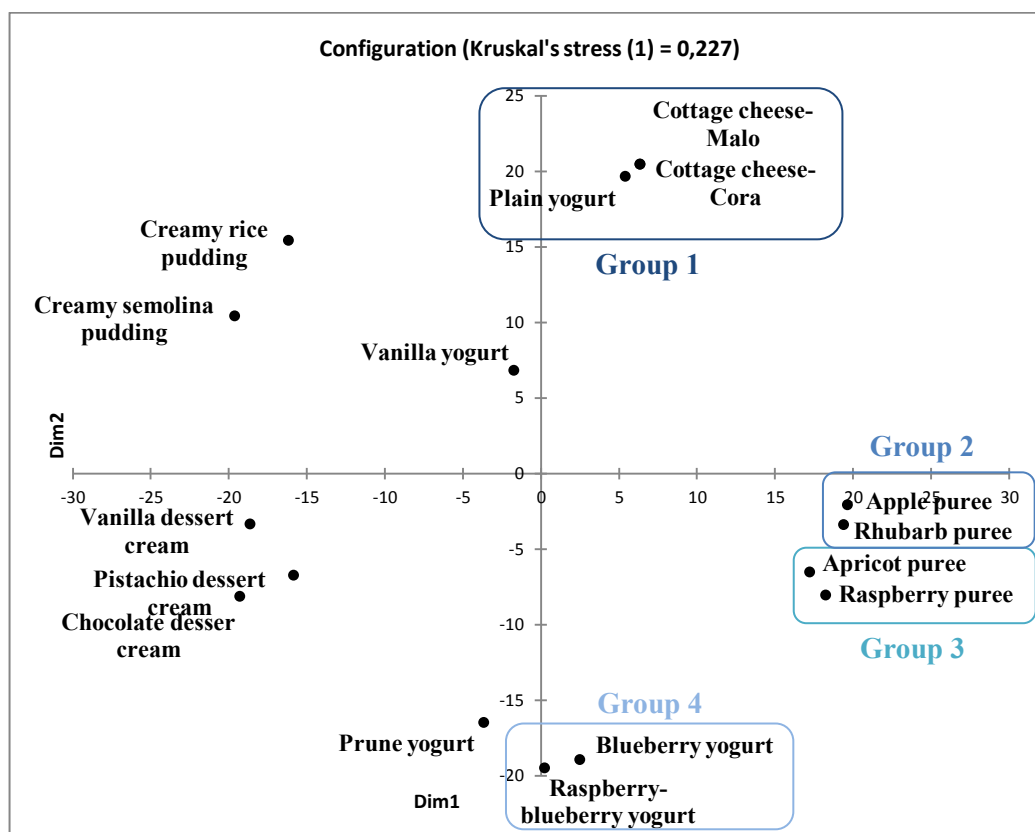 Configuration (Kruskal's stress (1) = 0,227)
25
Cottage cheese-
Malo
20
Cottage cheese-
Cora
Plain yogurt
Creamy rice
pudding
15
Group 1
Creamy semolina
pudding
10
Vanilla yogurt
5
Dim2
Group 2
0
-30
-25
-20
-15
-10
-5
0
5
10
15
20
25
30
Apple puree
Rhubarb puree
Vanilla dessert
cream
-5
Apricot puree
Pistachio dessert
cream
Raspberry puree
Chocolate desser
cream
-10
Group 3
-15
Group 4
Prune yogurt
Blueberry yogurt
-20
Raspberry-
blueberry yogurt
Dim1